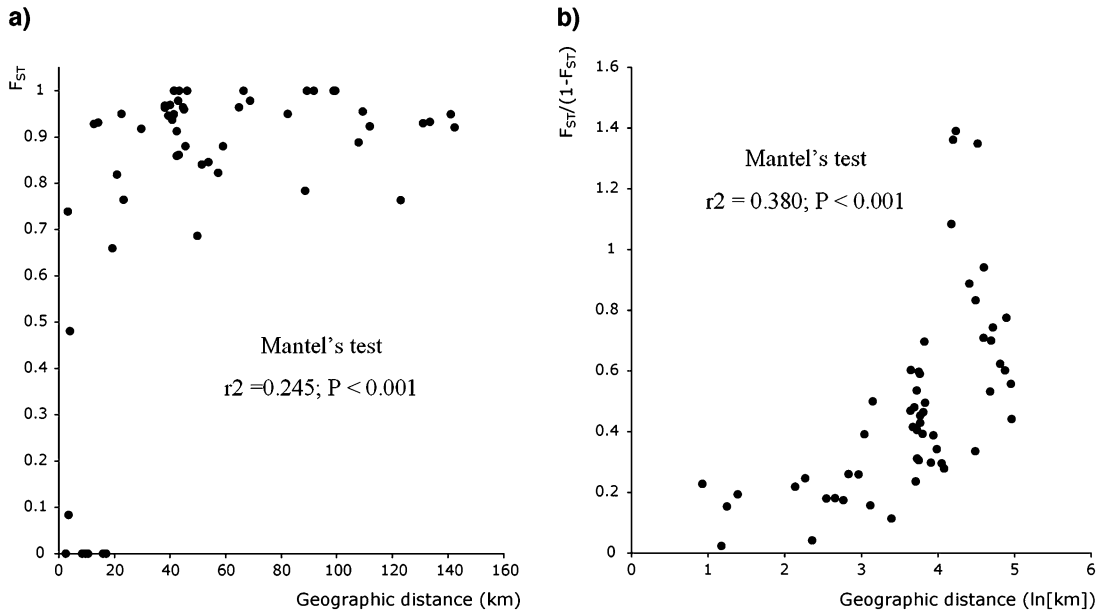 a)
F_ST
1
0.9
0.8
0.7
0.6
0.5
0.4
0.3
0.2
0.1
0
0 20 40 60 80 100 120 140 160
Geographic distance (km)
Mantel's test
r2 =0.245; P < 0.001
b)
F_ST/(1-F_ST)
1.6
1.4
1.2
1
0.8
0.6
0.4
0.2
0
0 1 2 3 4 5 6
Geographic distance (ln[km])
Mantel's test
r2 = 0.380; P < 0.001